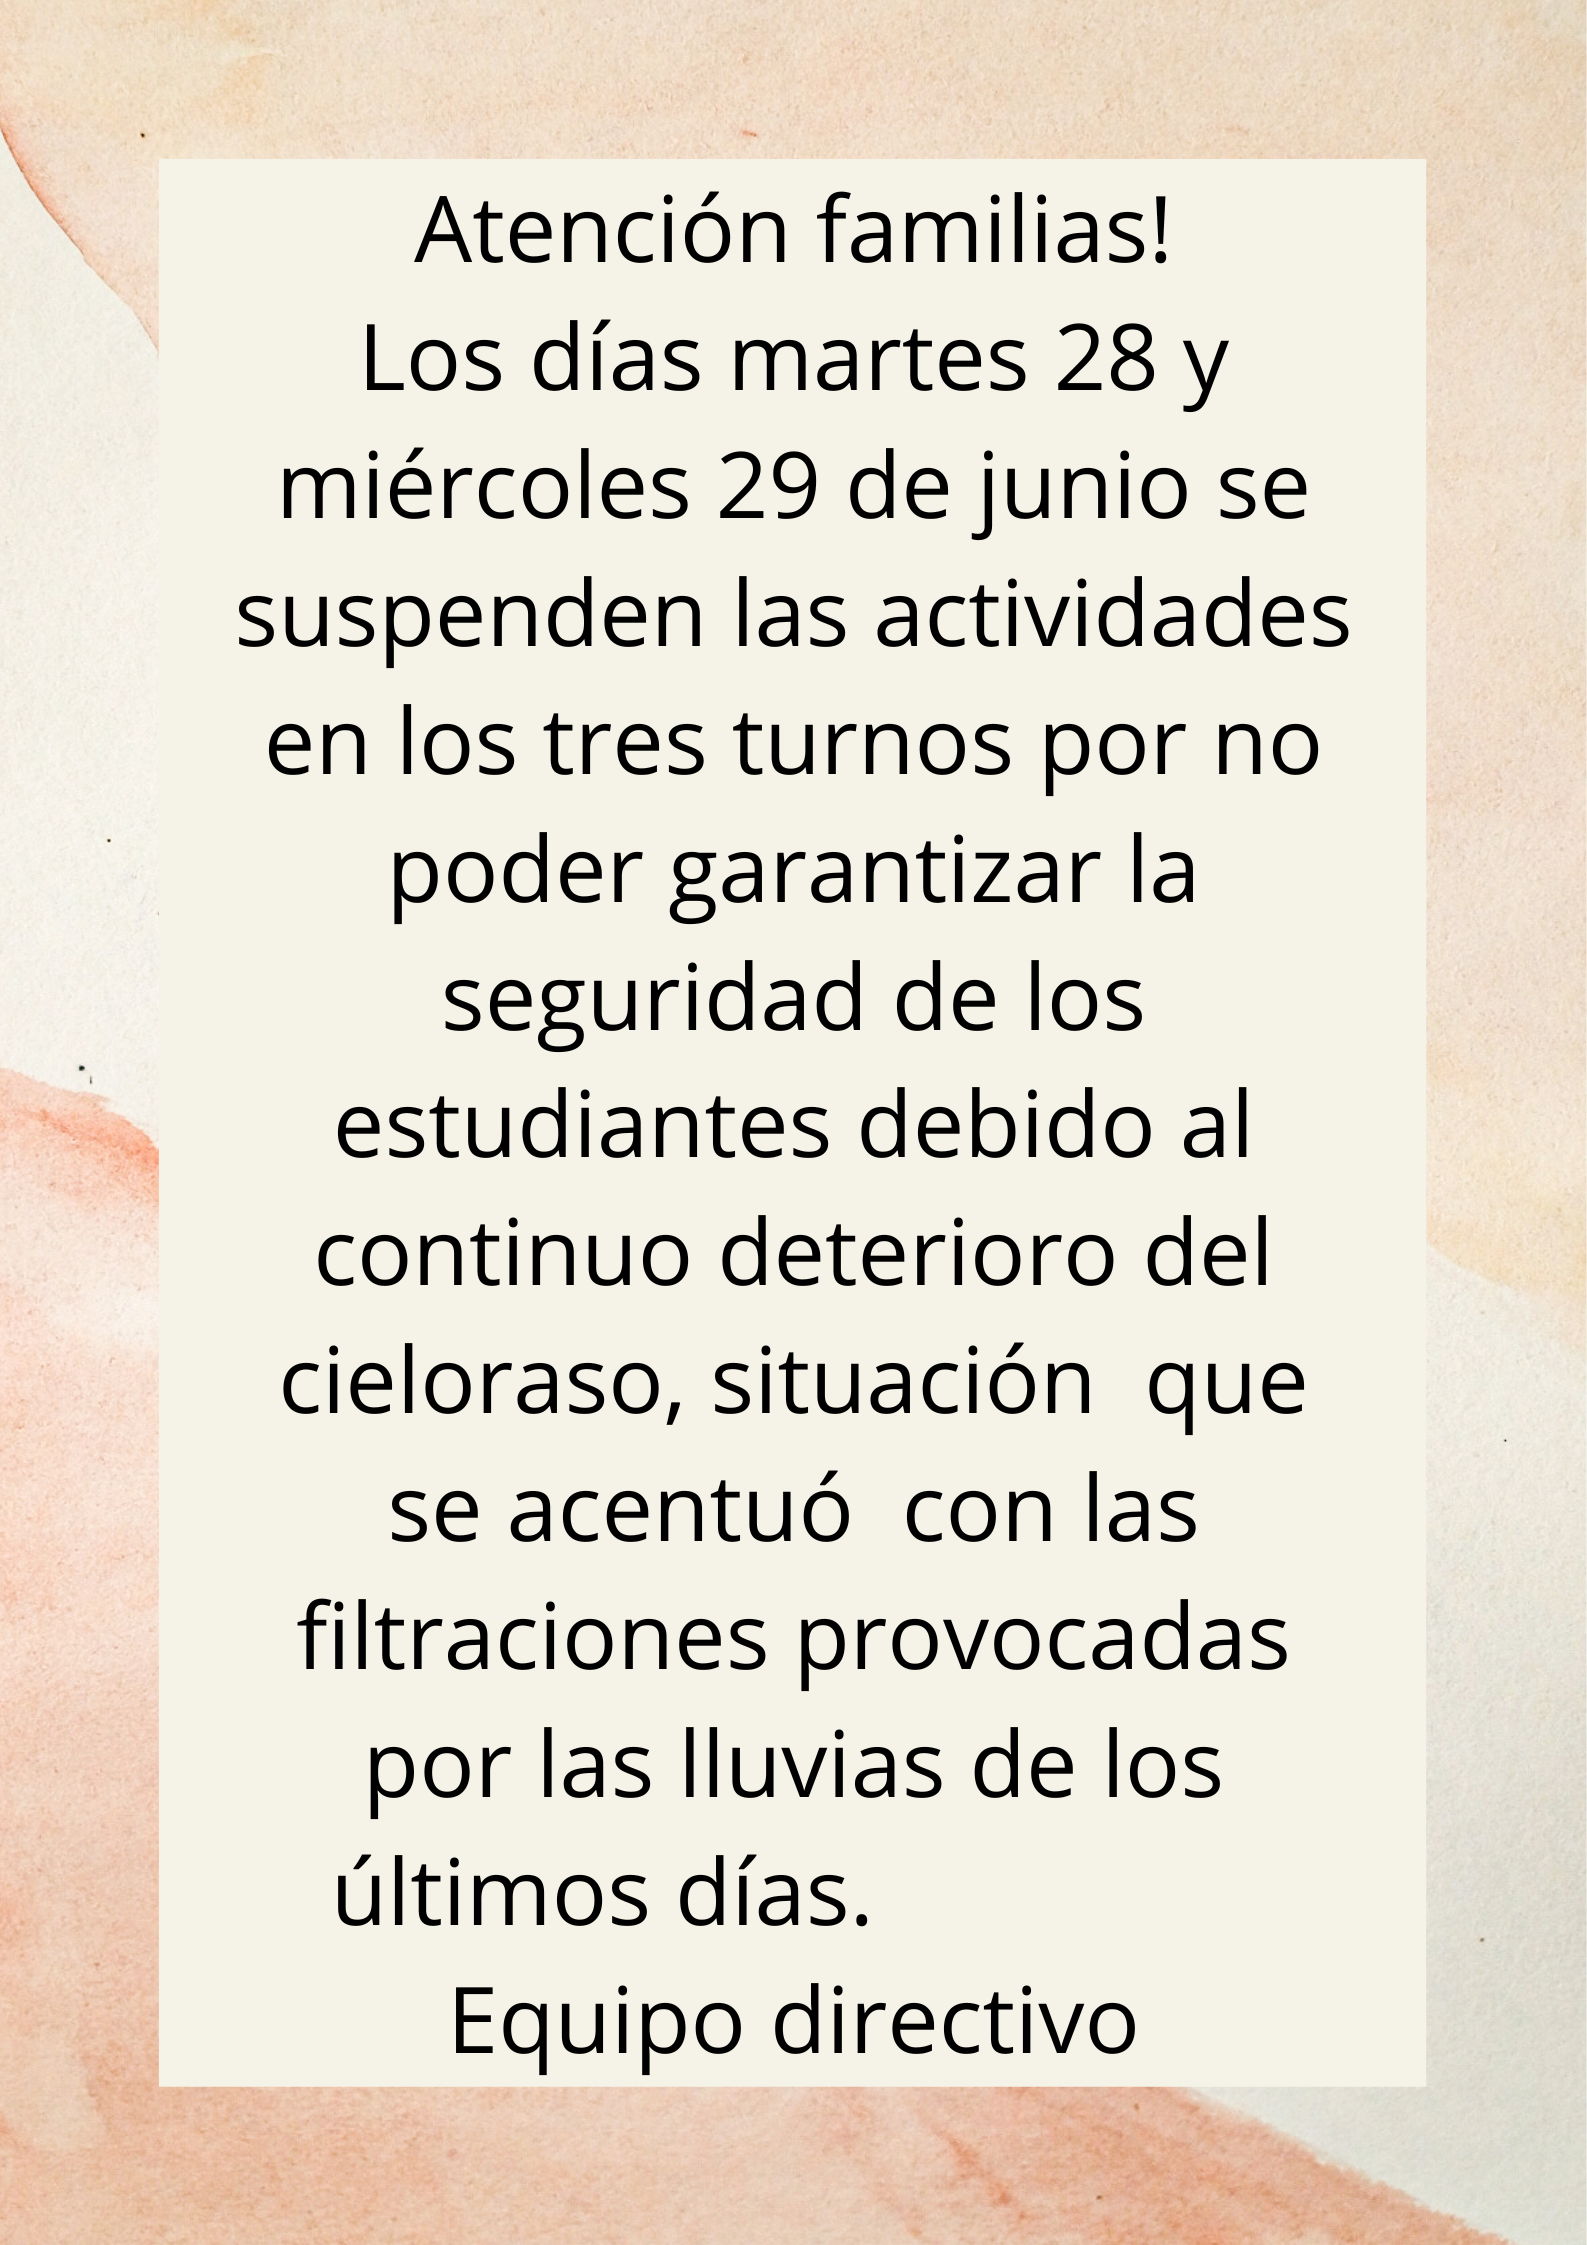 Atención familias!
Los días martes 28 y
miércoles 29 de junio se
suspenden las actividades
en los tres turnos por no
poder garantizar la
seguridad de los
estudiantes debido al
continuo deterioro del
cieloraso, situación  que
se acentuó  con las
filtraciones provocadas
por las lluvias de los
últimos días.
Equipo directivo